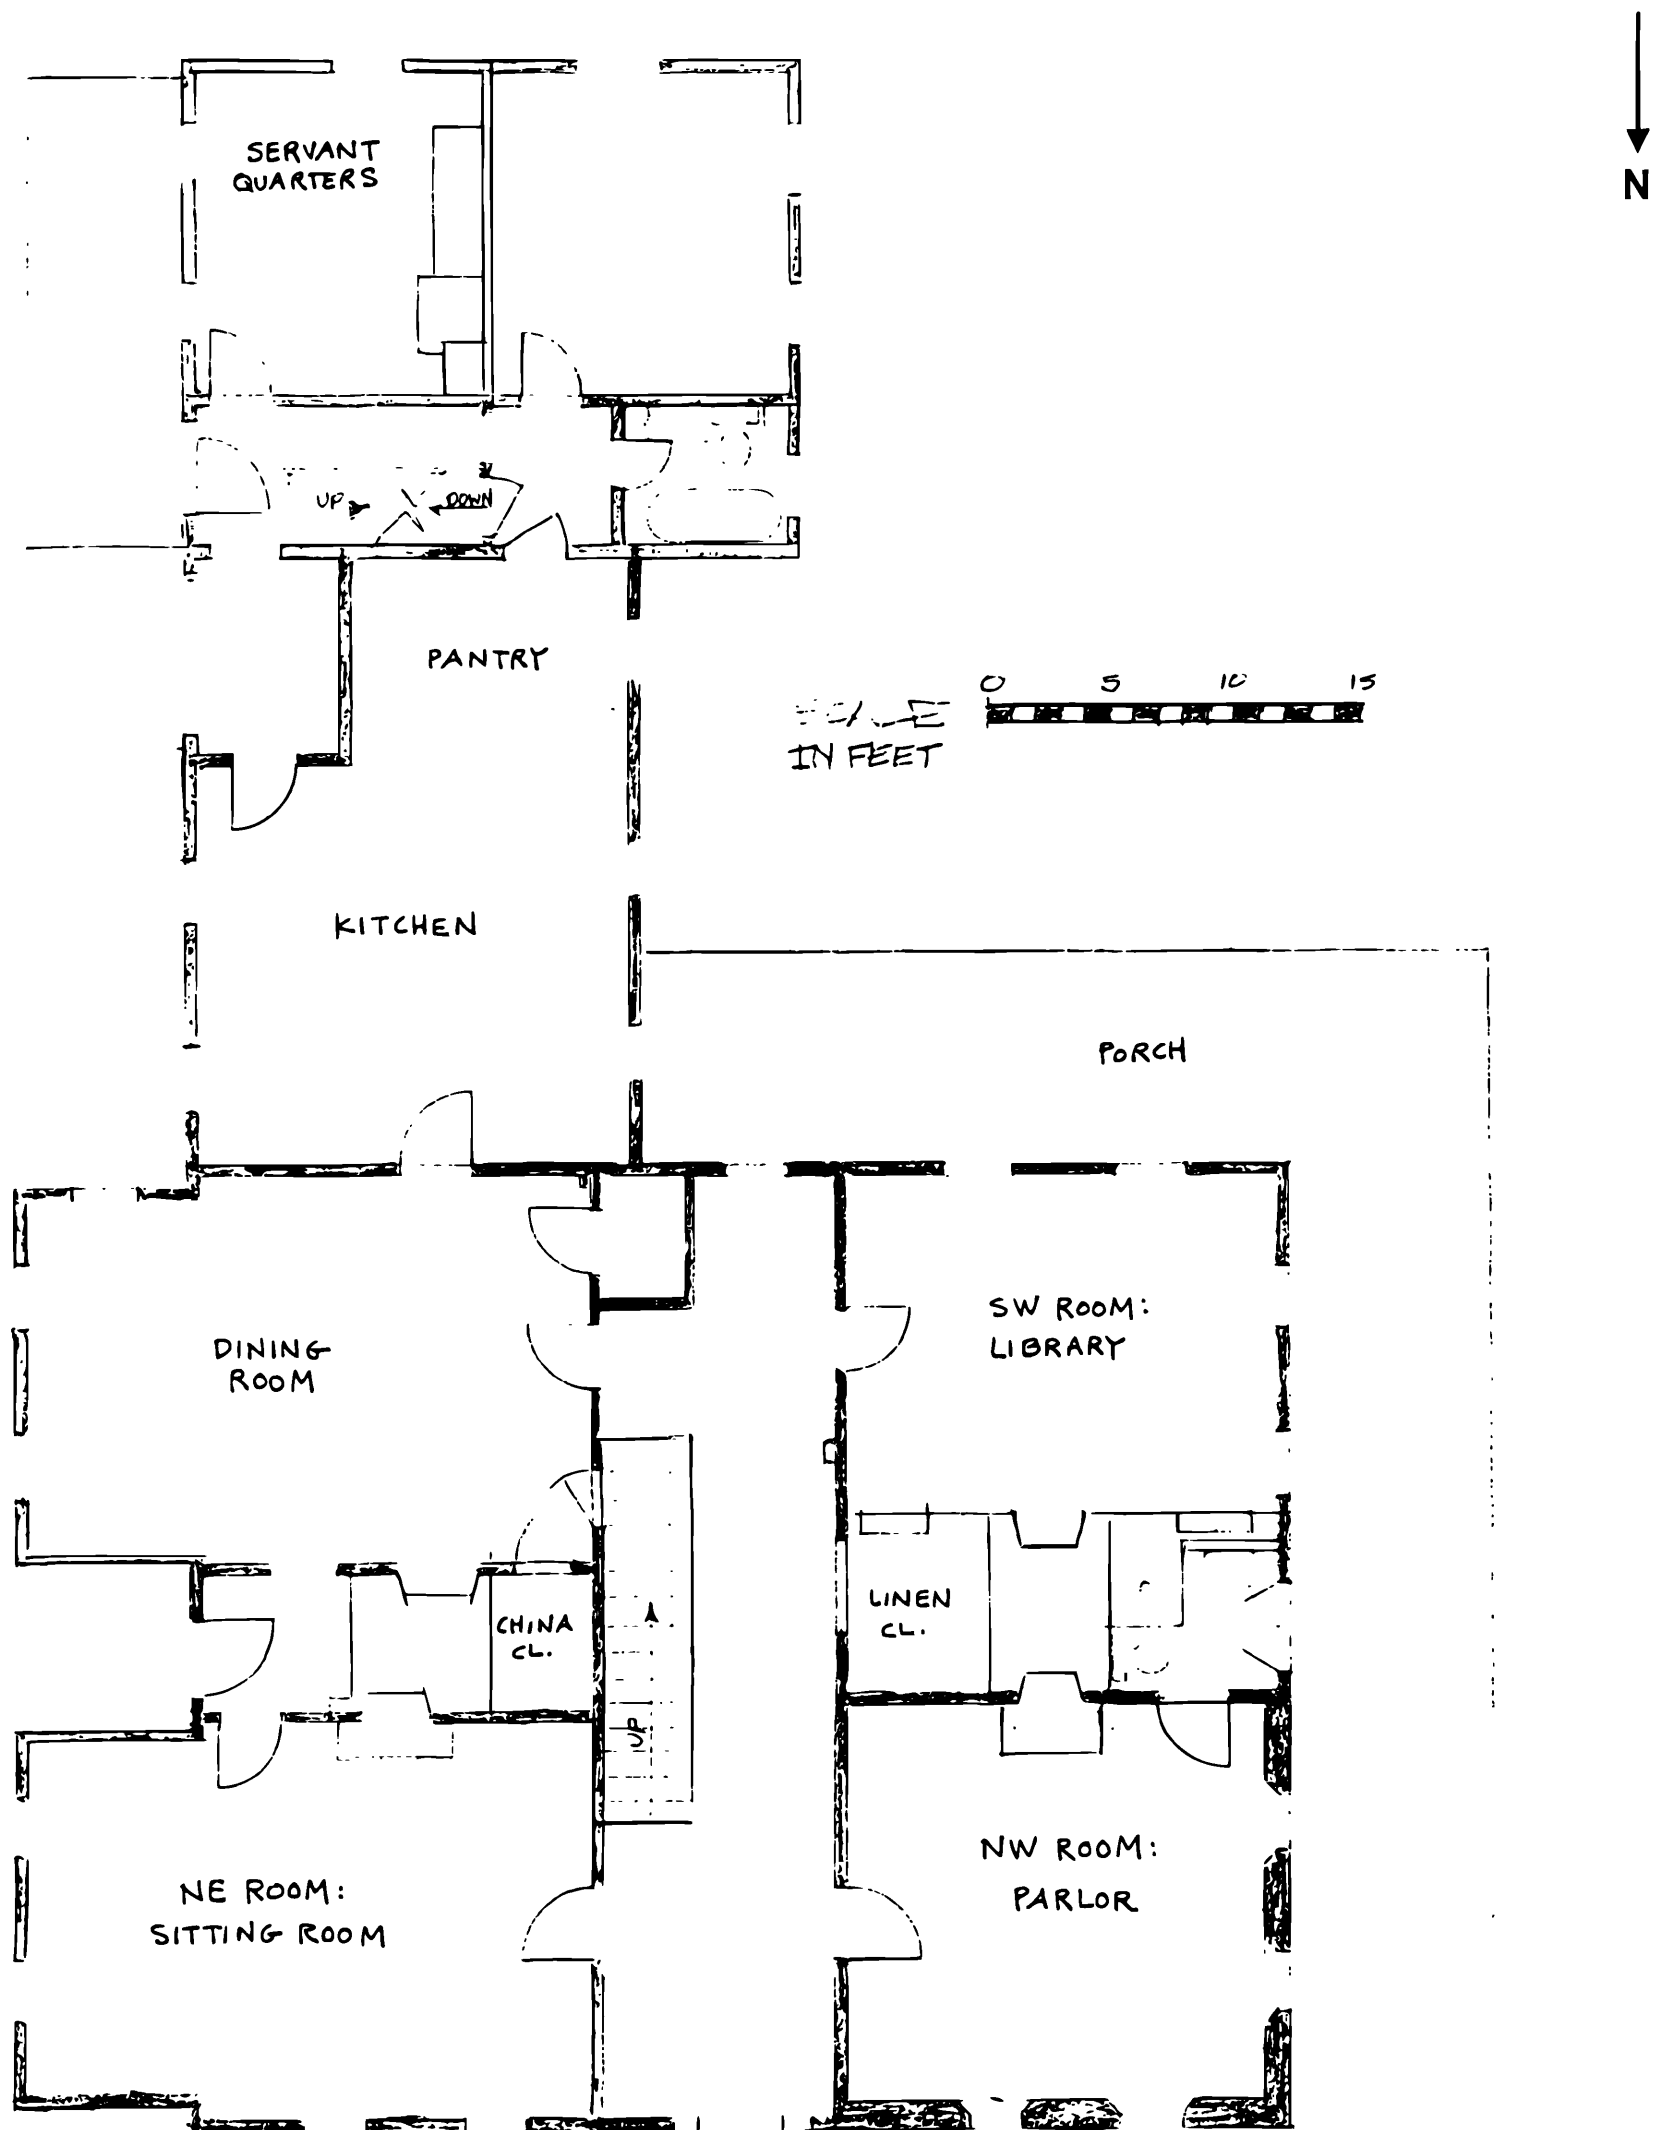 N
SERVANT
QUARTERS
UP
DOWN
PANTRY
0 5 10 15
SCALE
IN FEET
KITCHEN
PORCH
SW ROOM:
LIBRARY
DINING
ROOM
LINEN
CL.
CHINA
CL.
UP
NW ROOM:
PARLOR
NE ROOM:
SITTING ROOM